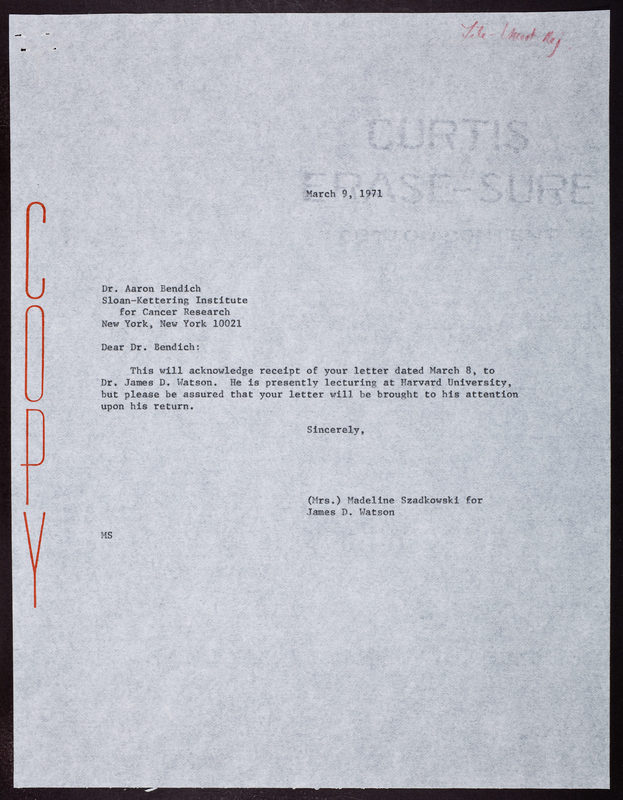 CURTIS
ERASE-SURE
COTTON CONTENT
March 9, 1971
COPY
Dr. Aaron Bendich
Sloan-Kettering Institute
for Cancer Research
New York, New York 10021
Dear Dr. Bendich:
This will acknowledge receipt of your letter dated March 8, to
Dr. James D. Watson. He is presently lecturing at Harvard University,
but please be assured that your letter will be brought to his attention
upon his return.
Sincerely,
(Mrs.) Madeline Szadkowski for
James D. Watson
MS